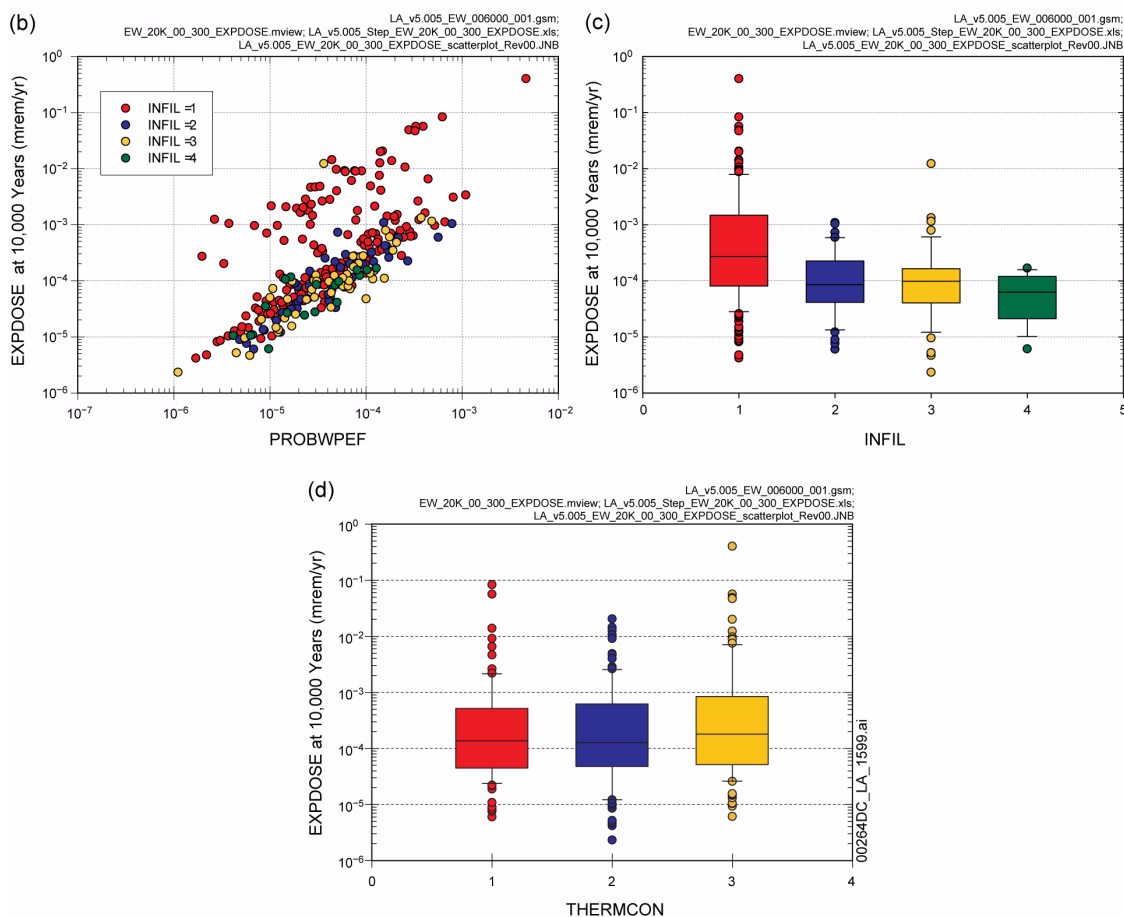 (b)
LA_v5.005_EW_006000_001.gsm;
EW_20K_00_300_EXPDOSE.mview; LA_v5.005_Step_EW_20K_00_300_EXPDOSE.xls;
LA_v5.005_EW_20K_00_300_EXPDOSE_scatterplot_Rev00.JNB
EXPDOSE at 10,000 Years (mrem/yr)
10⁰
10⁻¹
10⁻²
10⁻³
10⁻⁴
10⁻⁵
10⁻⁶
INFIL =1
INFIL =2
INFIL =3
INFIL =4
10⁻⁷ 10⁻⁶ 10⁻⁵ 10⁻⁴ 10⁻³ 10⁻²
PROBWPEF
(c)
LA_v5.005_EW_006000_001.gsm;
EW_20K_00_300_EXPDOSE.mview; LA_v5.005_Step_EW_20K_00_300_EXPDOSE.xls;
LA_v5.005_EW_20K_00_300_EXPDOSE_scatterplot_Rev00.JNB
EXPDOSE at 10,000 Years (mrem/yr)
10⁰
10⁻¹
10⁻²
10⁻³
10⁻⁴
10⁻⁵
10⁻⁶
0 1 2 3 4 5
INFIL
(d)
LA_v5.005_EW_006000_001.gsm;
EW_20K_00_300_EXPDOSE.mview; LA_v5.005_Step_EW_20K_00_300_EXPDOSE.xls;
LA_v5.005_EW_20K_00_300_EXPDOSE_scatterplot_Rev00.JNB
EXPDOSE at 10,000 Years (mrem/yr)
10⁰
10⁻¹
10⁻²
10⁻³
10⁻⁴
10⁻⁵
10⁻⁶
0 1 2 3 4
THERMCON
00264DC_LA_1599.ai